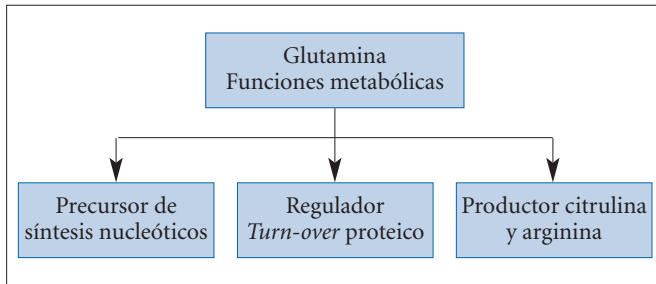 Glutamina
Funciones metabólicas
Precursor de
síntesis nucleóticos
Regulador
Turn-over proteico
Productor citrulina
y arginina